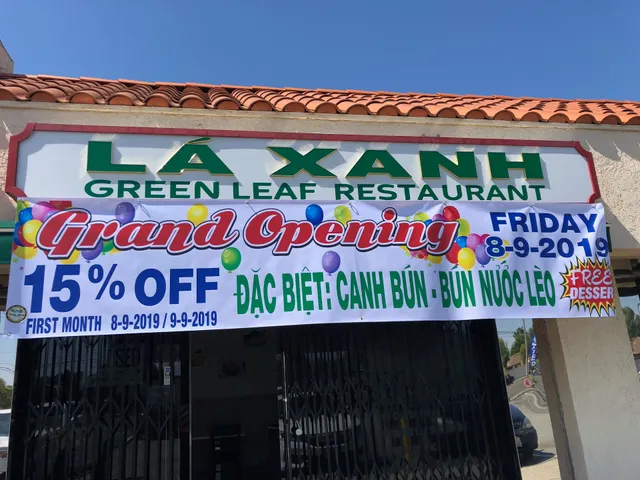 LÁ XANH
GREEN LEAF RESTAURANT
Grand Opening
FRIDAY
8-9-2019
15% OFF
FIRST MONTH 8-9-2019 / 9-9-2019
ĐẶC BIỆT: CANH BÚN - BÚN NƯỚC LÈO
FREE
DESSER